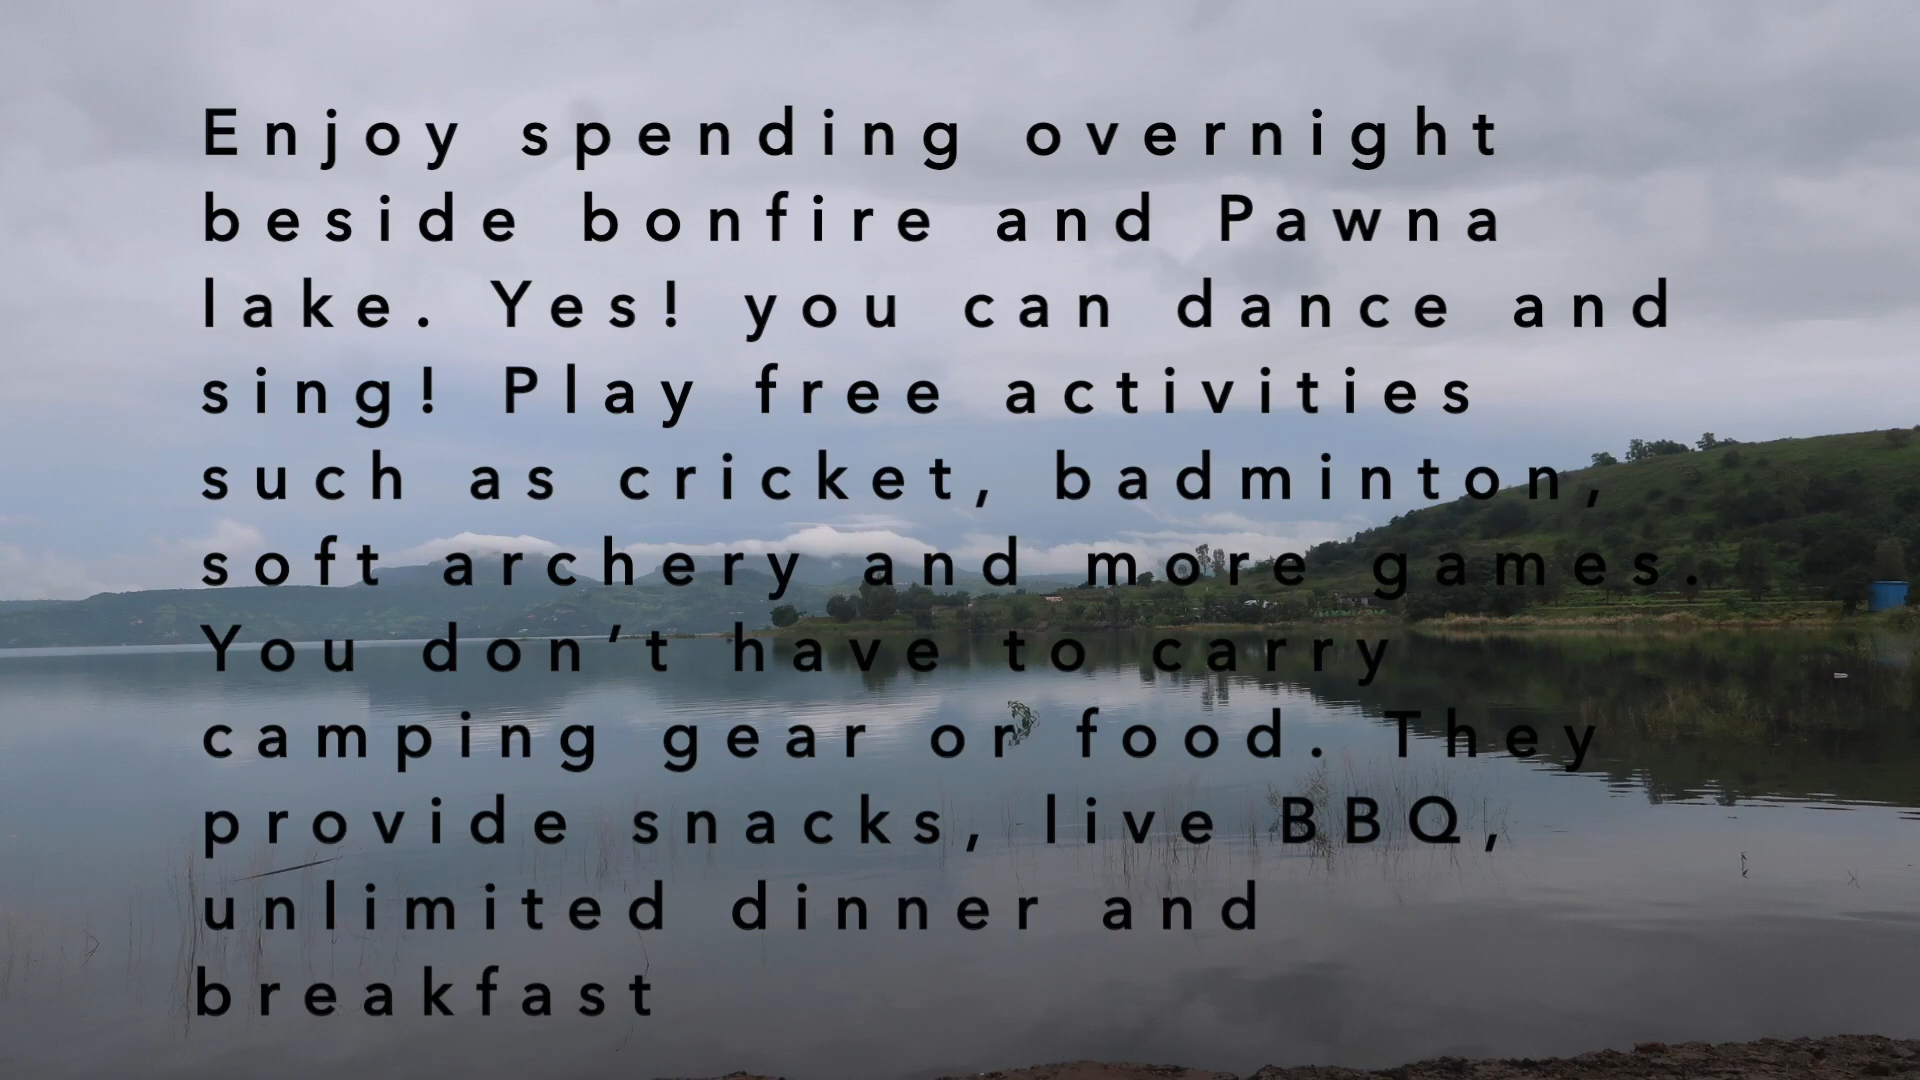 Enjoy spending overnight
beside bonfire and Pawna
lake. Yes! you can dance and
sing! Play free activities
such as cricket, badminton,
soft archery and more games.
You don’t have to carry
camping gear or food. They
provide snacks, live BBQ,
unlimited dinner and
breakfast